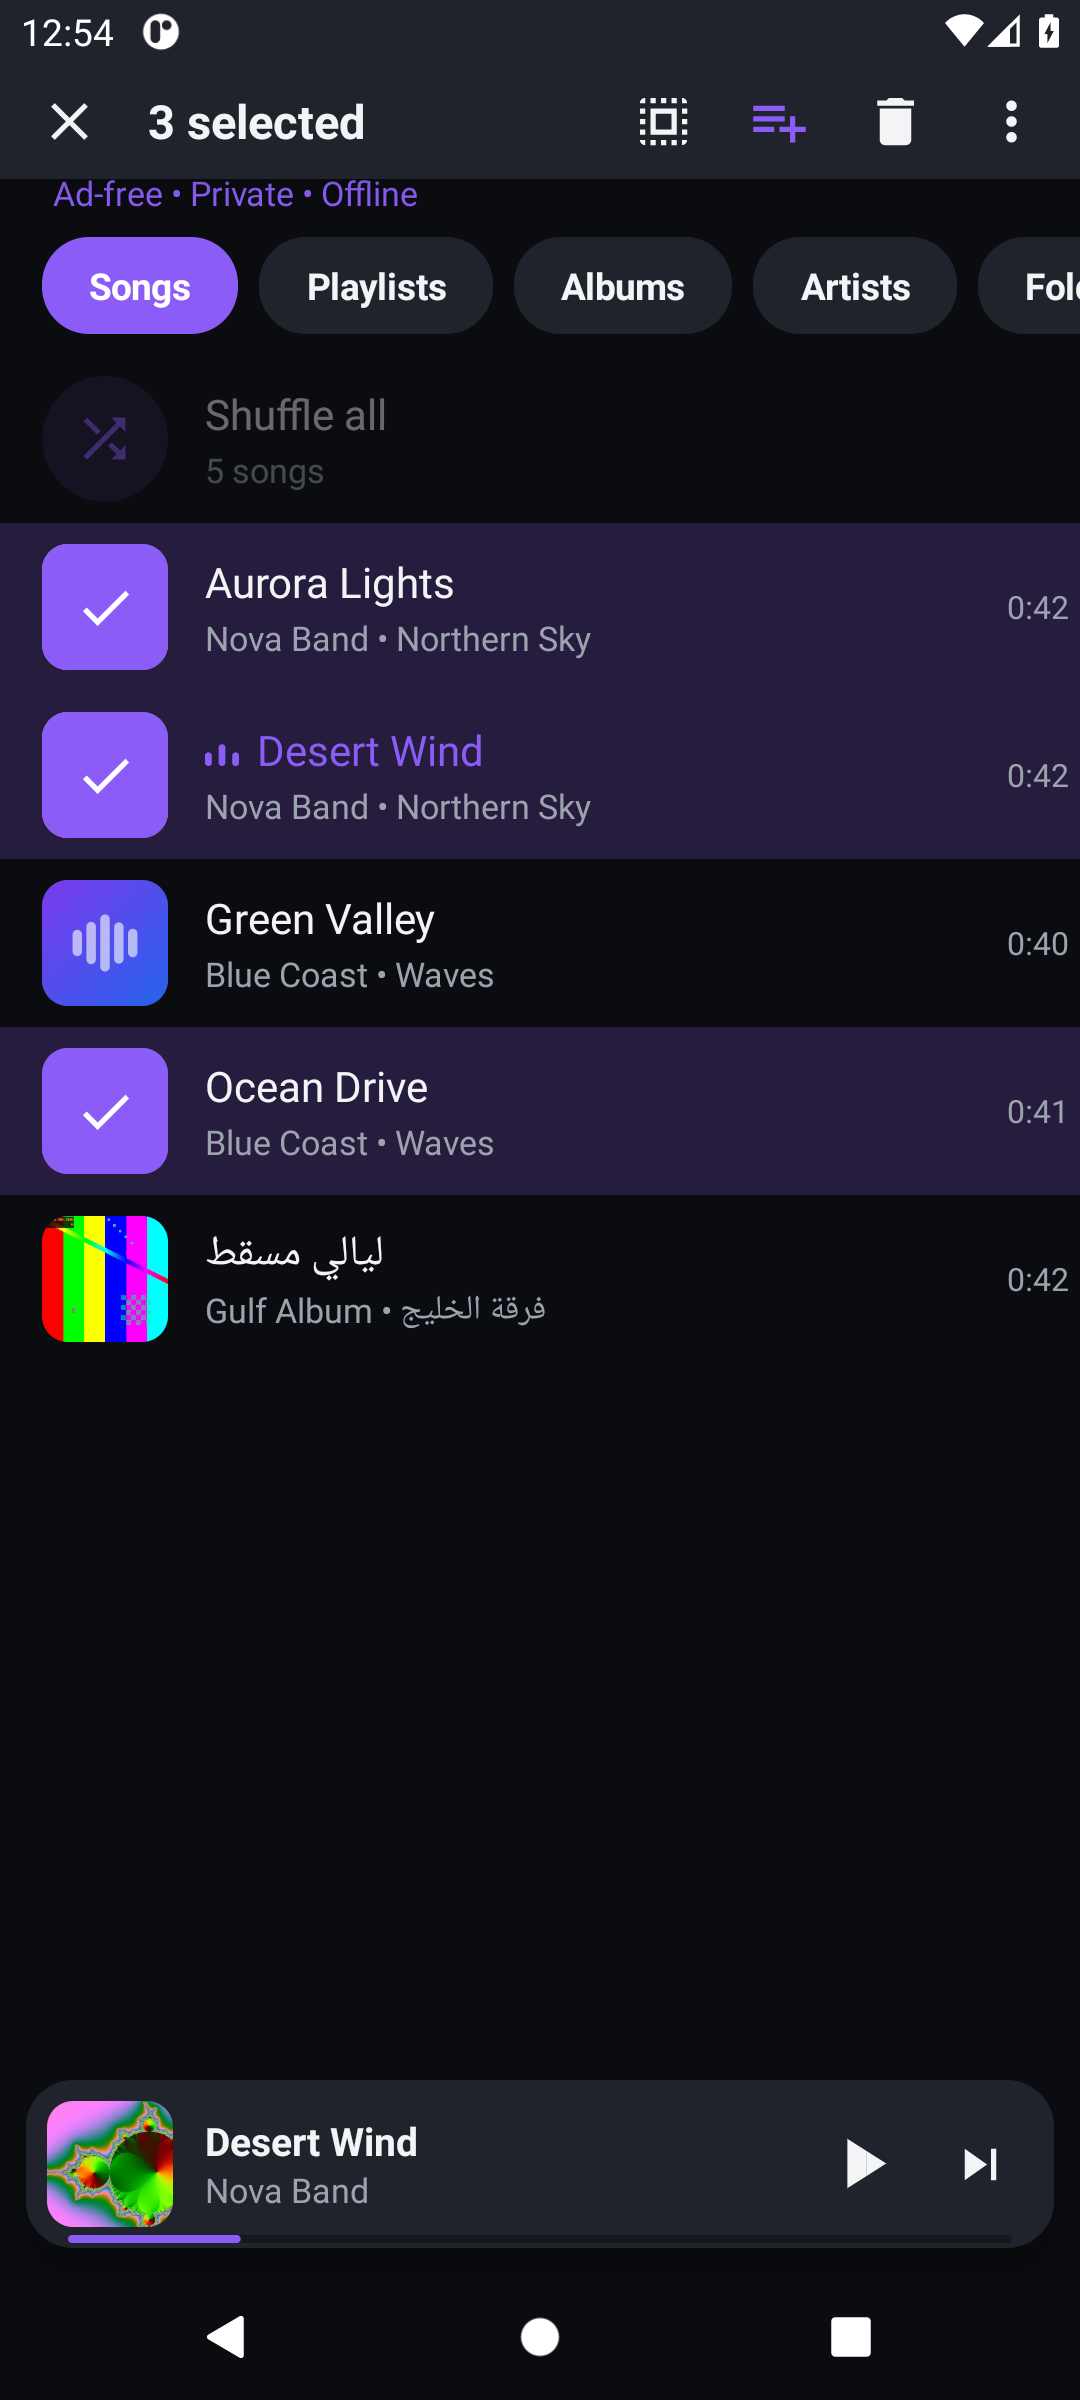 12:54
3 selected
Ad-free • Private • Offline
Songs
Playlists
Albums
Artists
Shuffle all
5 songs
Aurora Lights
Nova Band • Northern Sky
0:42
Desert Wind
Nova Band • Northern Sky
0:42
Green Valley
Blue Coast • Waves
0:40
Ocean Drive
Blue Coast • Waves
0:41
ليالي مسقط
Gulf Album • فرقة الخليج
0:42
Desert Wind
Nova Band